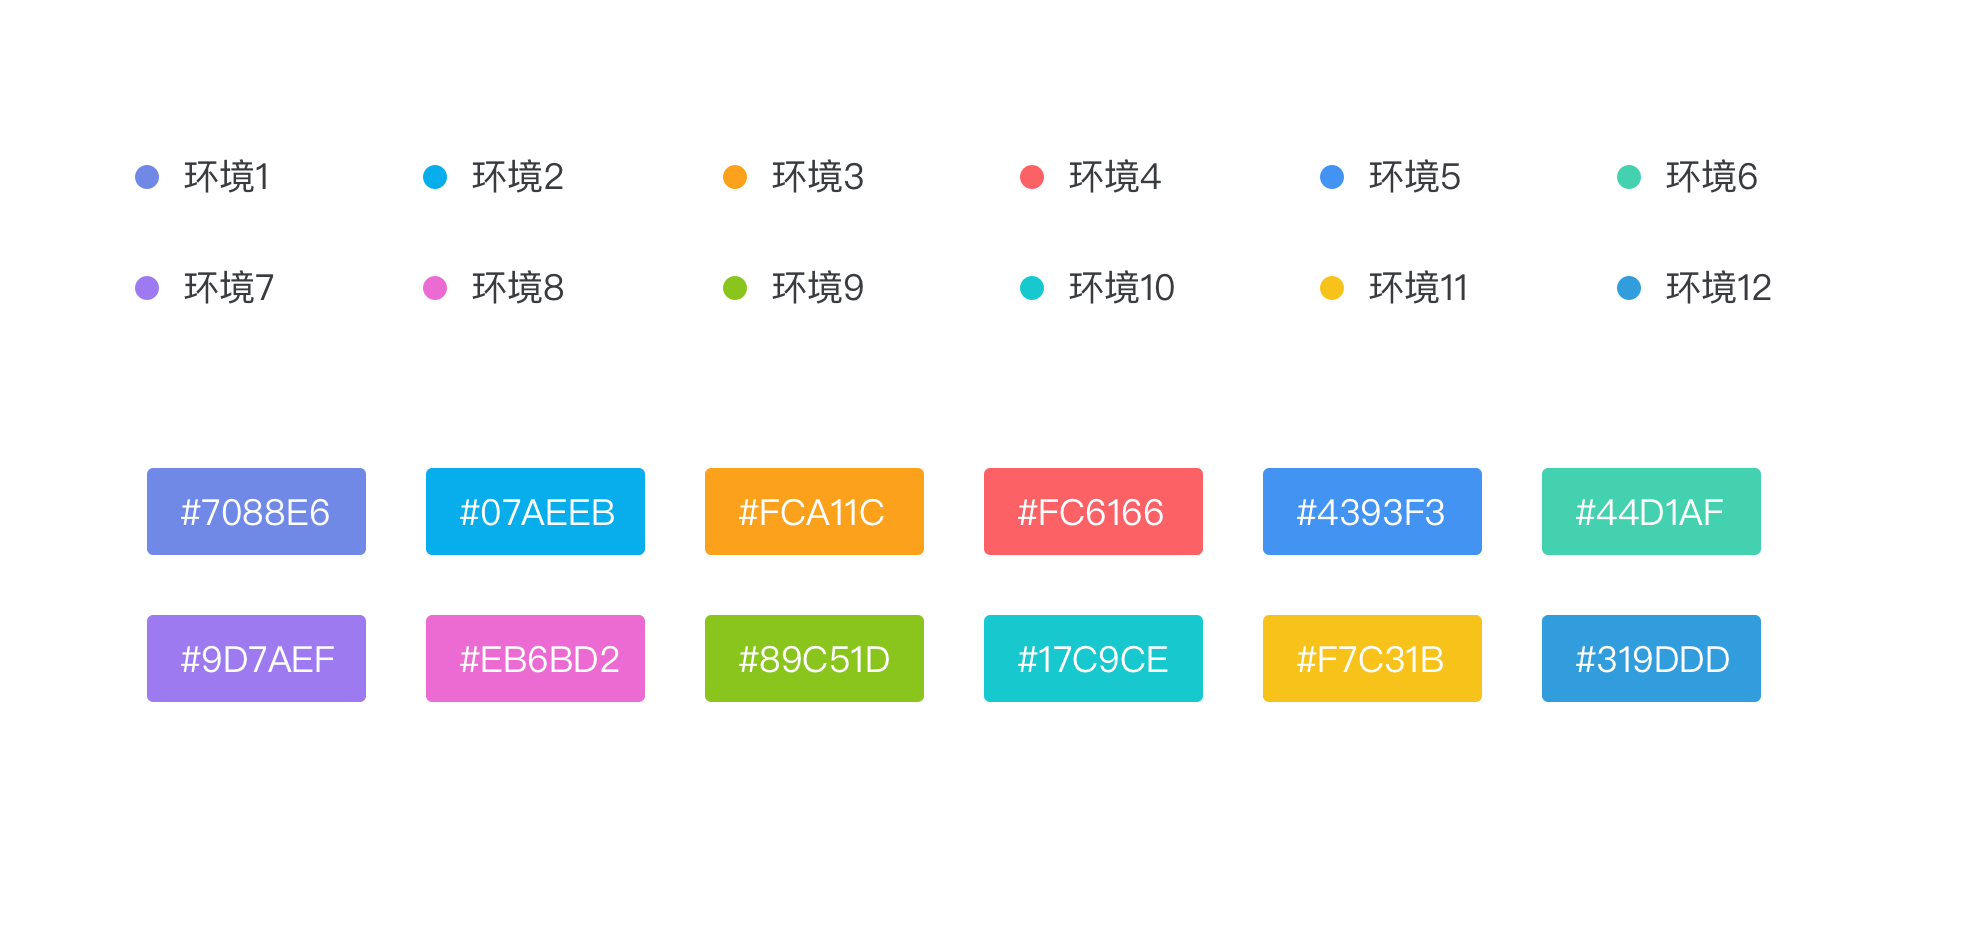 环境1 环境2 环境3 环境4 环境5 环境6
环境7 环境8 环境9 环境10 环境11 环境12
#7088E6 #07AEEB #FCA11C #FC6166 #4393F3 #44D1AF
#9D7AEF #EB6BD2 #89C51D #17C9CE #F7C31B #319DDD